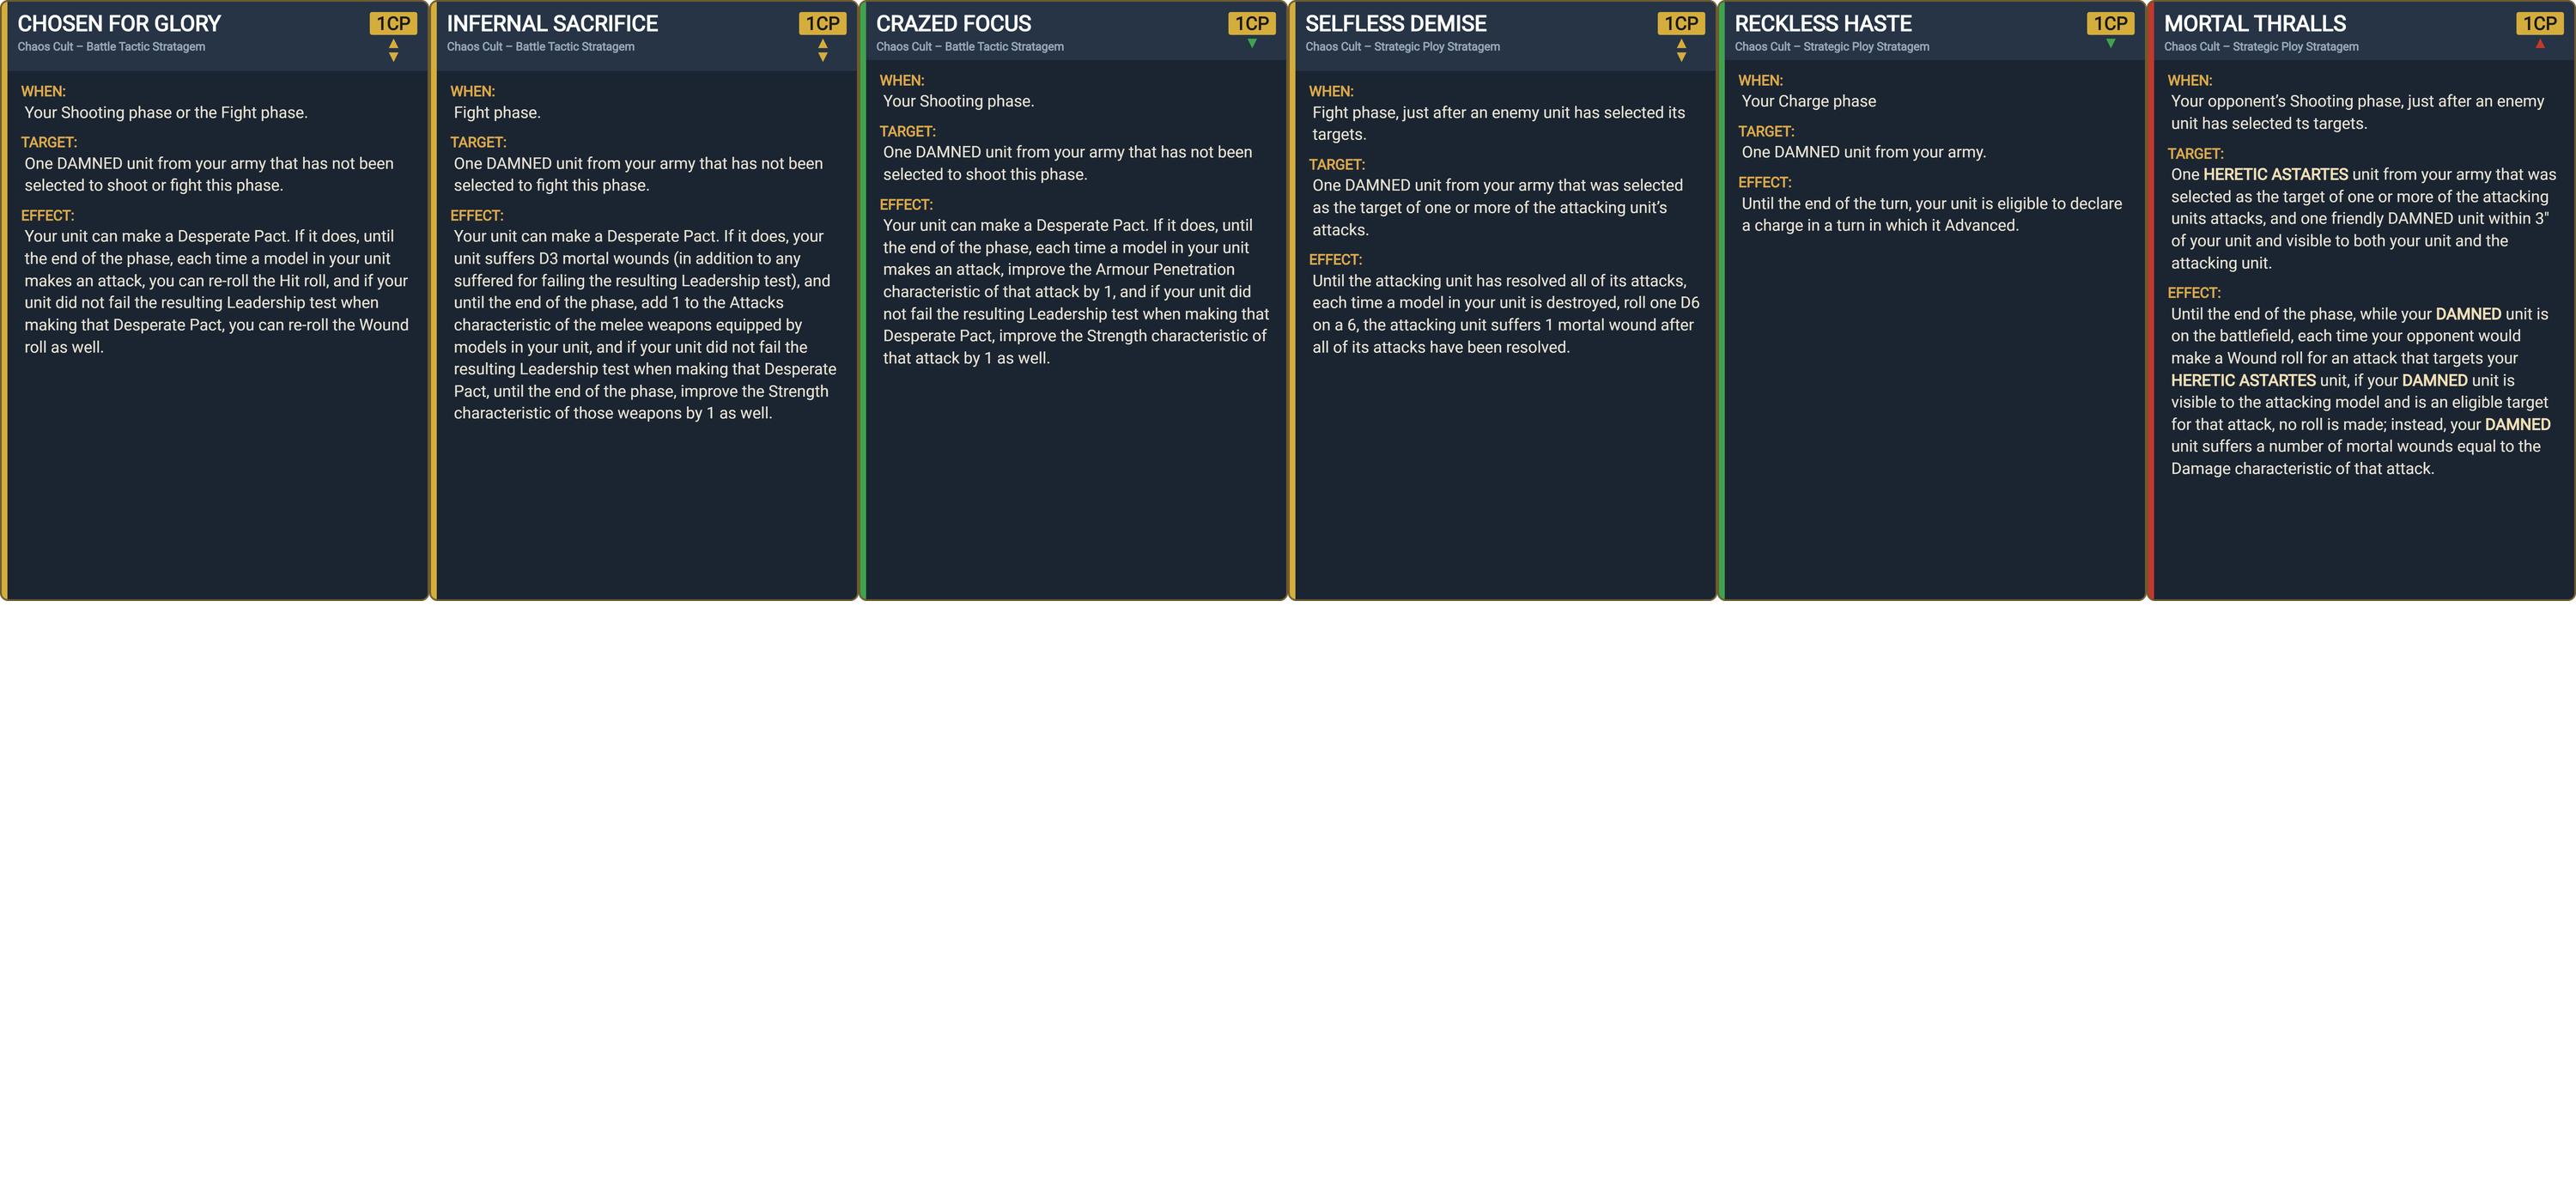 CHOSEN FOR GLORY
1CP
Chaos Cult – Battle Tactic Stratagem
WHEN:
Your Shooting phase or the Fight phase.
TARGET:
One DAMNED unit from your army that has not been
selected to shoot or fight this phase.
EFFECT:
Your unit can make a Desperate Pact. If it does, until
the end of the phase, each time a model in your unit
makes an attack, you can re-roll the Hit roll, and if your
unit did not fail the resulting Leadership test when
making that Desperate Pact, you can re-roll the Wound
roll as well.
INFERNAL SACRIFICE
1CP
Chaos Cult – Battle Tactic Stratagem
WHEN:
Fight phase.
TARGET:
One DAMNED unit from your army that has not been
selected to fight this phase.
EFFECT:
Your unit can make a Desperate Pact. If it does, your
unit suffers D3 mortal wounds (in addition to any
suffered for failing the resulting Leadership test), and
until the end of the phase, add 1 to the Attacks
characteristic of the melee weapons equipped by
models in your unit, and if your unit did not fail the
resulting Leadership test when making that Desperate
Pact, until the end of the phase, improve the Strength
characteristic of those weapons by 1 as well.
CRAZED FOCUS
1CP
Chaos Cult – Battle Tactic Stratagem
WHEN:
Your Shooting phase.
TARGET:
One DAMNED unit from your army that has not been
selected to shoot this phase.
EFFECT:
Your unit can make a Desperate Pact. If it does, until
the end of the phase, each time a model in your unit
makes an attack, improve the Armour Penetration
characteristic of that attack by 1, and if your unit did
not fail the resulting Leadership test when making that
Desperate Pact, improve the Strength characteristic of
that attack by 1 as well.
SELFLESS DEMISE
1CP
Chaos Cult – Strategic Ploy Stratagem
WHEN:
Fight phase, just after an enemy unit has selected its
targets.
TARGET:
One DAMNED unit from your army that was selected
as the target of one or more of the attacking unit’s
attacks.
EFFECT:
Until the attacking unit has resolved all of its attacks,
each time a model in your unit is destroyed, roll one D6
on a 6, the attacking unit suffers 1 mortal wound after
all of its attacks have been resolved.
RECKLESS HASTE
1CP
Chaos Cult – Strategic Ploy Stratagem
WHEN:
Your Charge phase
TARGET:
One DAMNED unit from your army.
EFFECT:
Until the end of the turn, your unit is eligible to declare
a charge in a turn in which it Advanced.
MORTAL THRALLS
1CP
Chaos Cult – Strategic Ploy Stratagem
WHEN:
Your opponent’s Shooting phase, just after an enemy
unit has selected ts targets.
TARGET:
One HERETIC ASTARTES unit from your army that was
selected as the target of one or more of the attacking
units attacks, and one friendly DAMNED unit within 3"
of your unit and visible to both your unit and the
attacking unit.
EFFECT:
Until the end of the phase, while your DAMNED unit is
on the battlefield, each time your opponent would
make a Wound roll for an attack that targets your
HERETIC ASTARTES unit, if your DAMNED unit is
visible to the attacking model and is an eligible target
for that attack, no roll is made; instead, your DAMNED
unit suffers a number of mortal wounds equal to the
Damage characteristic of that attack.